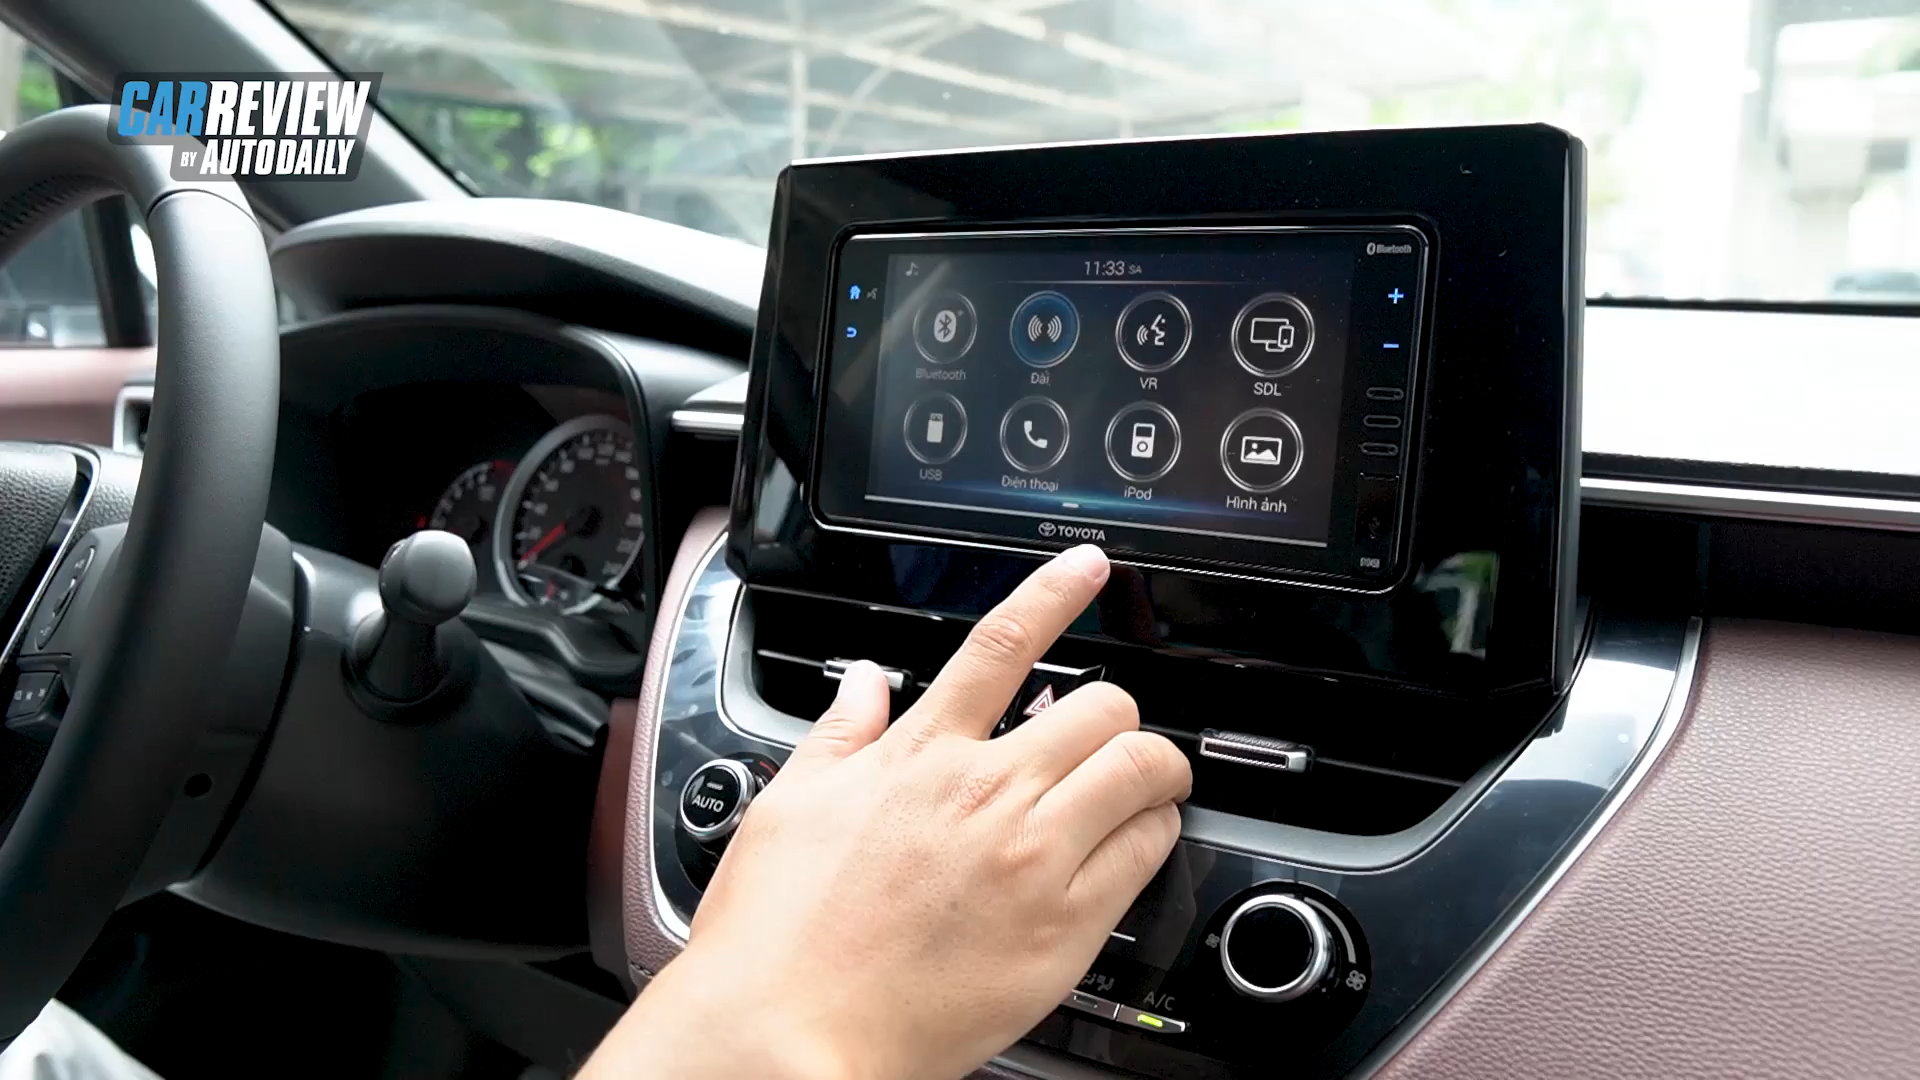 CARREVIEW
BY AUTODAILY
Bluetooth
11:33 SA
Bluetooth
Đài
VR
SDL
USB
Điện thoại
iPod
Hình ảnh
TOYOTA
AUTO
A/C